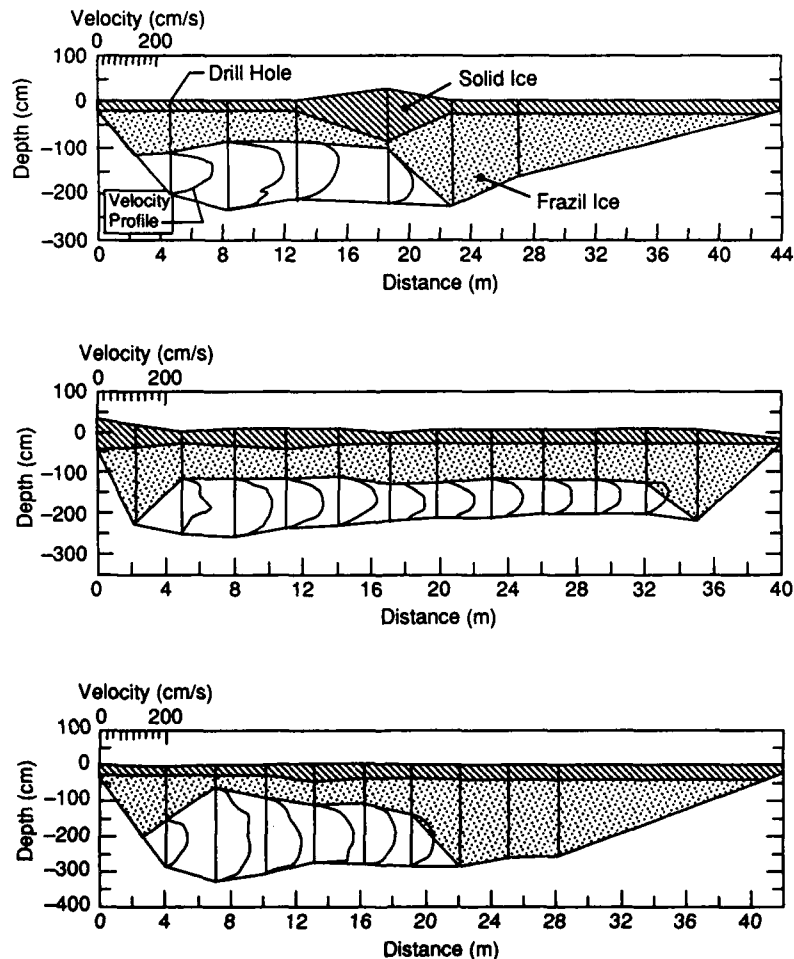 Velocity (cm/s)
0 200
100
0
-100
-200
-300
Depth (cm)
Drill Hole
Solid Ice
Velocity
Profile
Frazil Ice
0 4 8 12 16 20 24 28 32 36 40 44
Distance (m)
Velocity (cm/s)
0 200
100
0
-100
-200
-300
Depth (cm)
0 4 8 12 16 20 24 28 32 36 40
Distance (m)
Velocity (cm/s)
0 200
100
0
-100
-200
-300
-400
Depth (cm)
0 4 8 12 16 20 24 28 32 36 40
Distance (m)